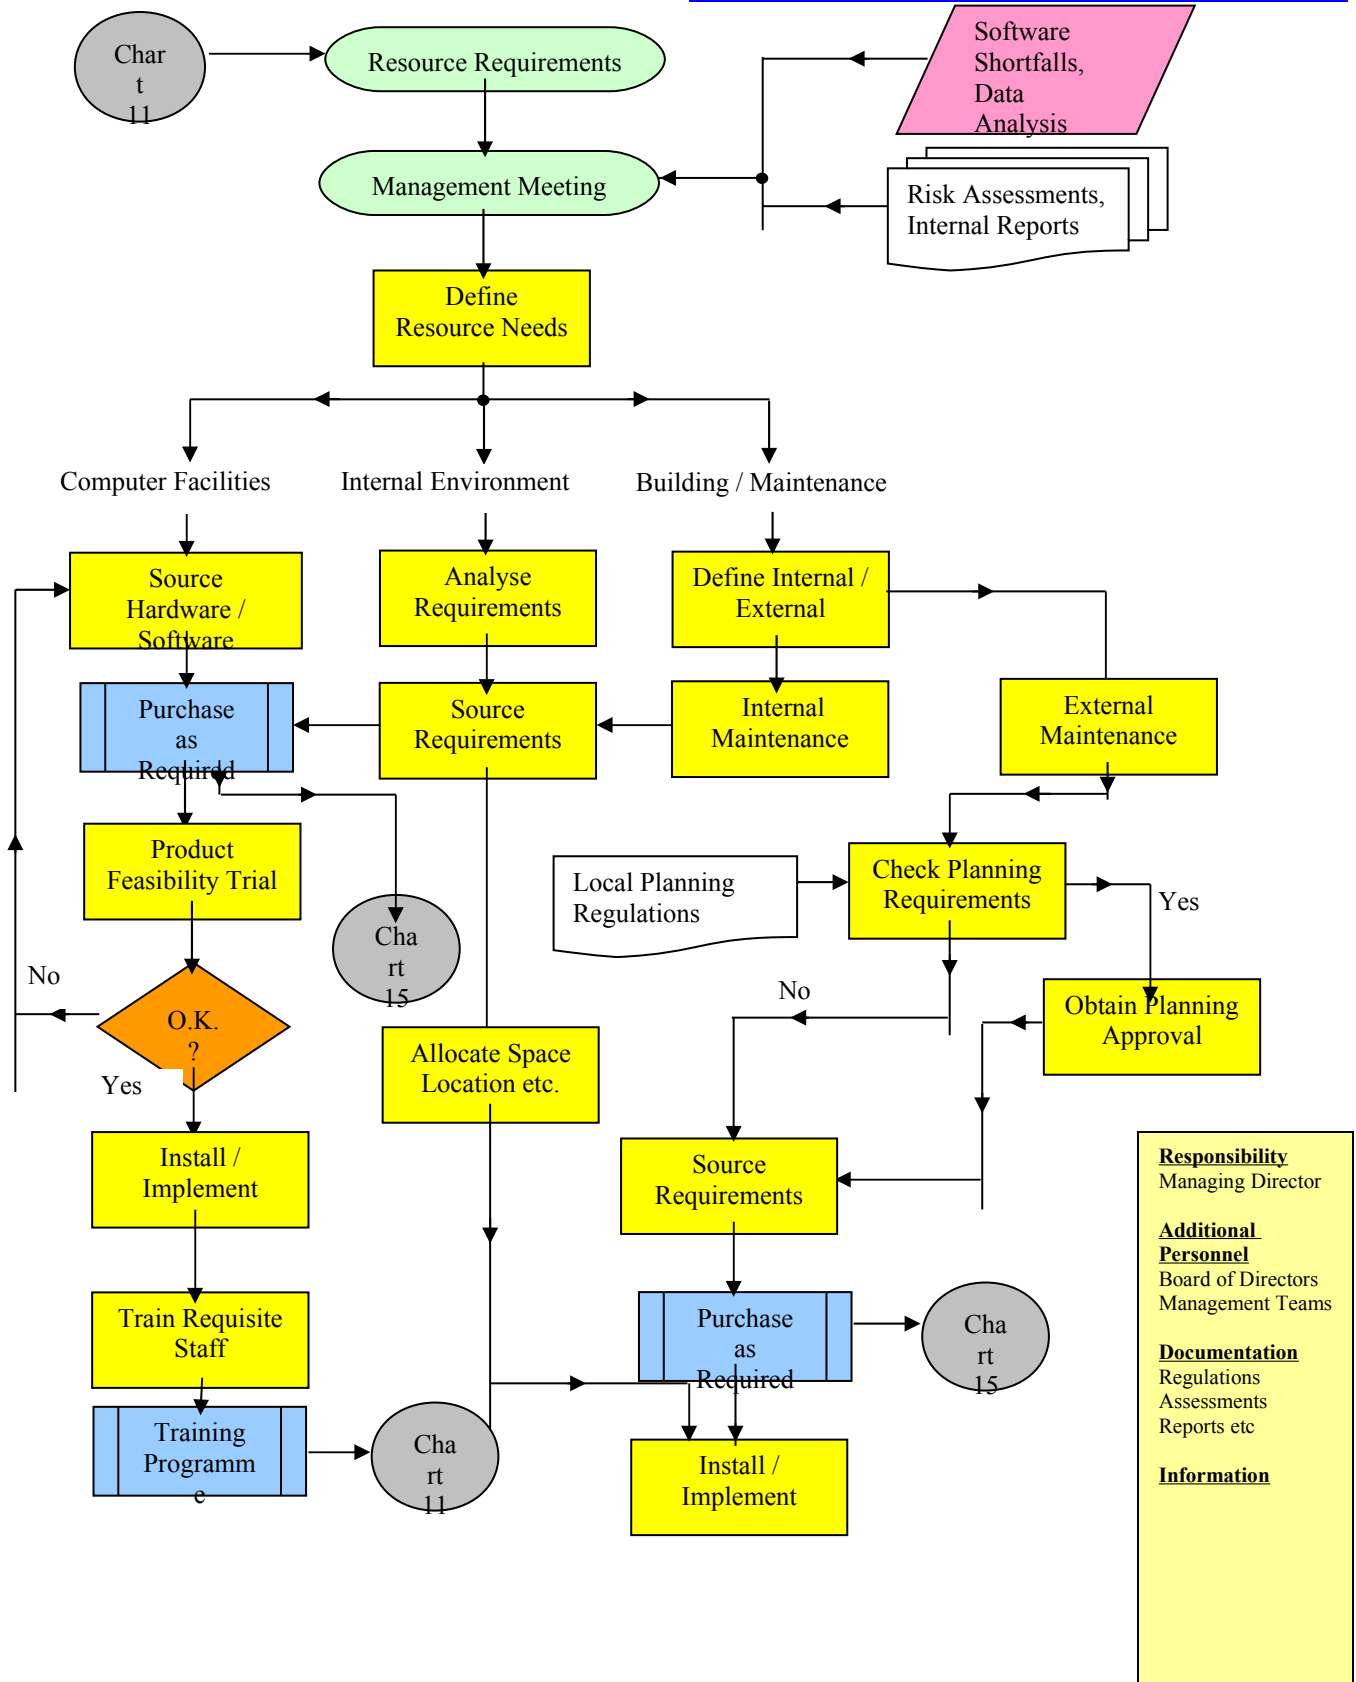 Char
t
11
Resource Requirements
Software
Shortfalls,
Data
Analysis
Management Meeting
Risk Assessments,
Internal Reports
Define
Resource Needs
Computer Facilities
Internal Environment
Building / Maintenance
Source
Hardware /
Software
Analyse
Requirements
Define Internal /
External
Purchase
as
Required
Source
Requirements
Internal
Maintenance
External
Maintenance
Product
Feasibility Trial
Local Planning
Regulations
Check Planning
Requirements
Yes
Cha
rt
15
No
O.K.
?
Yes
No
Obtain Planning
Approval
Allocate Space
Location etc.
Install /
Implement
Source
Requirements
Train Requisite
Staff
Purchase
as
Required
Cha
rt
15
Training
Programm
e
Cha
rt
11
Install /
Implement
Responsibility
Managing Director
Additional
Personnel
Board of Directors
Management Teams
Documentation
Regulations
Assessments
Reports etc
Information